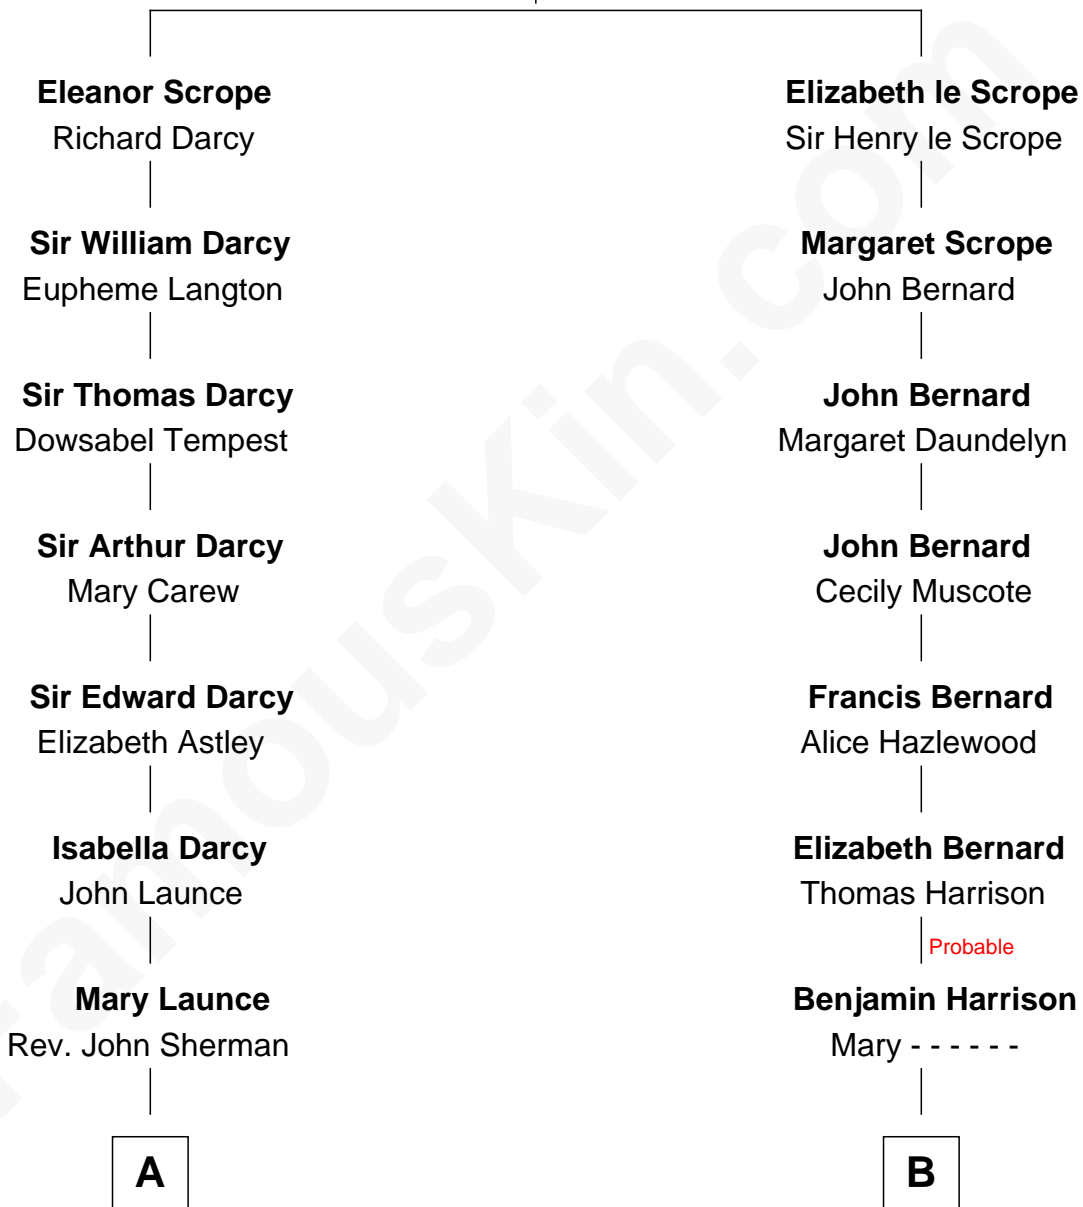 Eleanor Scrope
Richard Darcy
Sir William Darcy
Eupheme Langton
Sir Thomas Darcy
Dowsabel Tempest
Sir Arthur Darcy
Mary Carew
Sir Edward Darcy
Elizabeth Astley
Isabella Darcy
John Launce
Mary Launce
Rev. John Sherman
A
Elizabeth le Scrope
Sir Henry le Scrope
Margaret Scrope
John Bernard
John Bernard
Margaret Daundelyn
John Bernard
Cecily Muscote
Francis Bernard
Alice Hazlewood
Elizabeth Bernard
Thomas Harrison
Probable
Benjamin Harrison
Mary - - - - - -
B
FamousKin.com